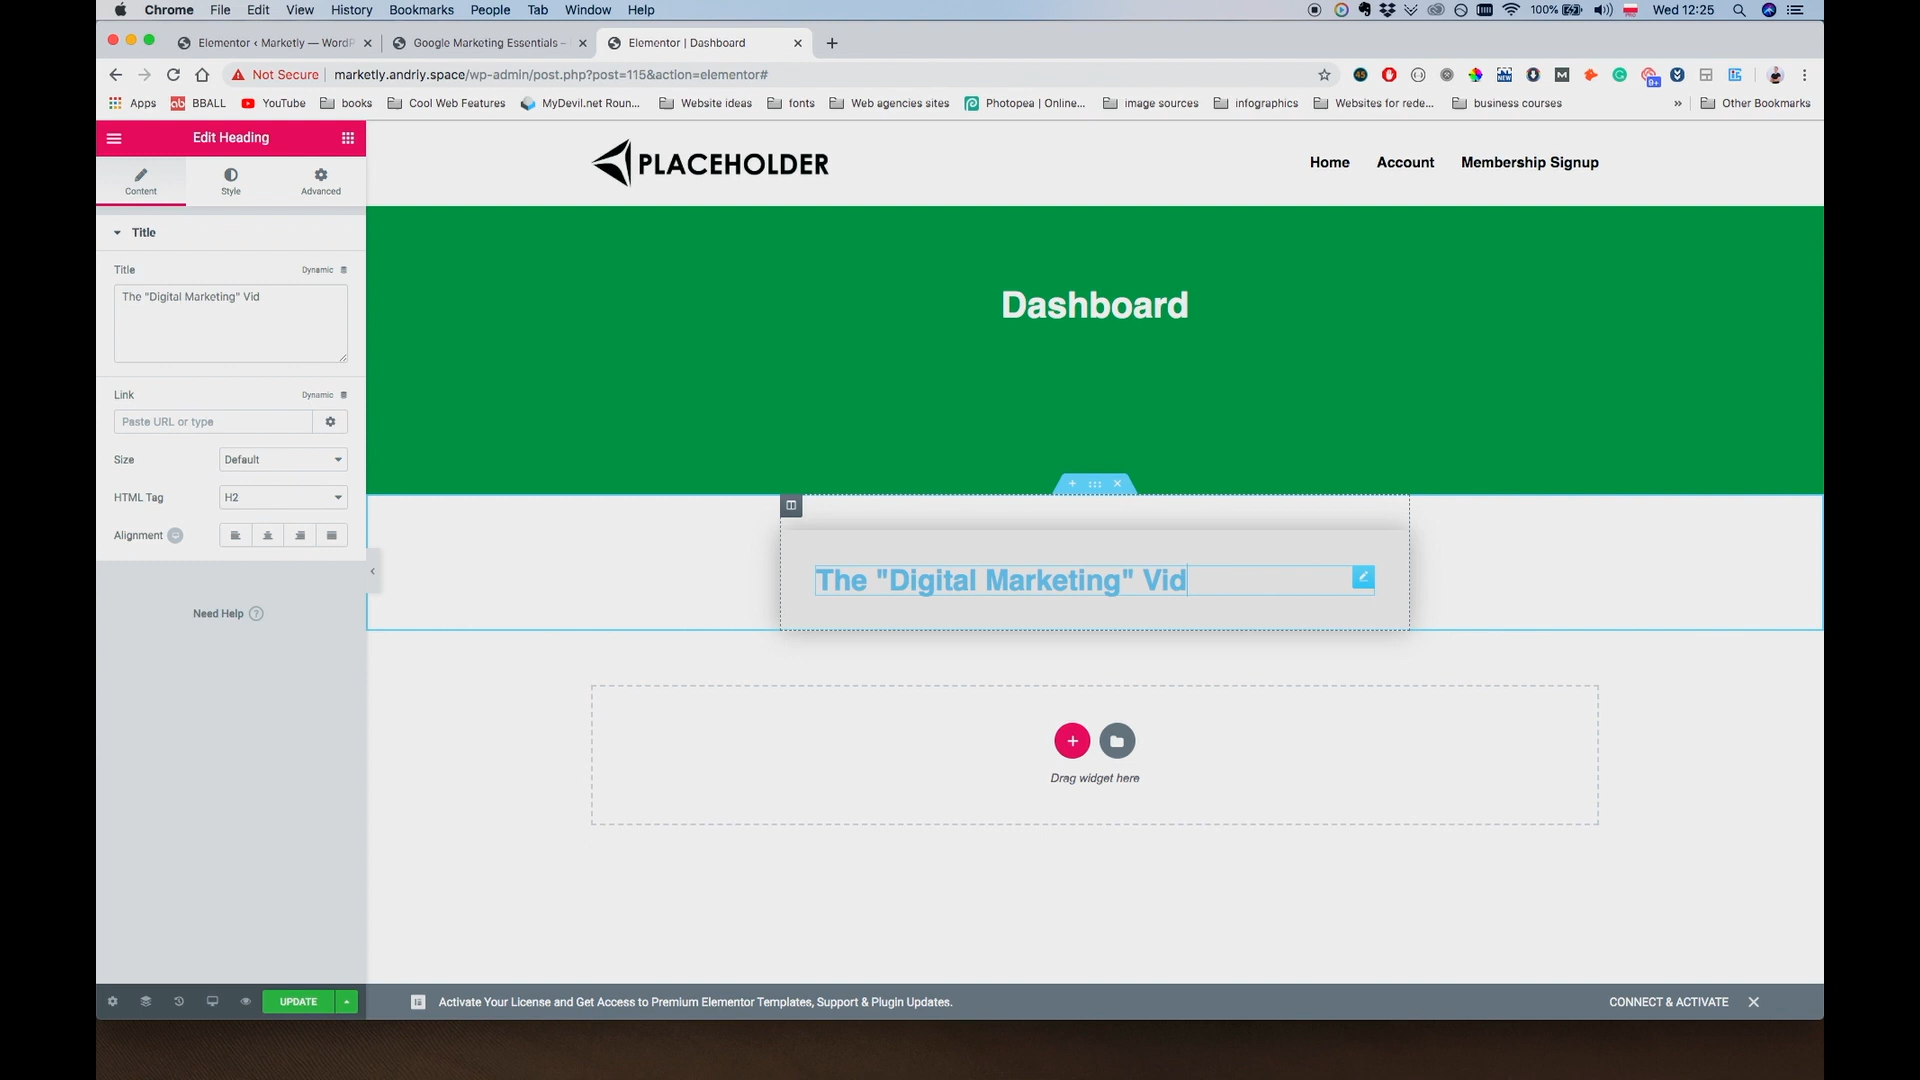 Chrome File Edit View History Bookmarks People Tab Window Help 100% Wed 12:25
Elementor ‹ Marketly — WordP Google Marketing Essentials – Elementor | Dashboard
Not Secure marketly.andriy.space/wp-admin/post.php?post=115&action=elementor#
Apps BBALL YouTube books Cool Web Features MyDevil.net Roun... Website ideas fonts Web agencies sites Photopea | Online... image sources infographics Websites for rede... business courses » Other Bookmarks
Edit Heading
Content Style Advanced
Title
Title Dynamic
The "Digital Marketing" Vid
Link Dynamic
Paste URL or type
Size Default
HTML Tag H2
Alignment
Need Help ?
UPDATE
PLACEHOLDER
Home Account Membership Signup
Dashboard
The "Digital Marketing" Vid
Drag widget here
Activate Your License and Get Access to Premium Elementor Templates, Support & Plugin Updates. CONNECT & ACTIVATE